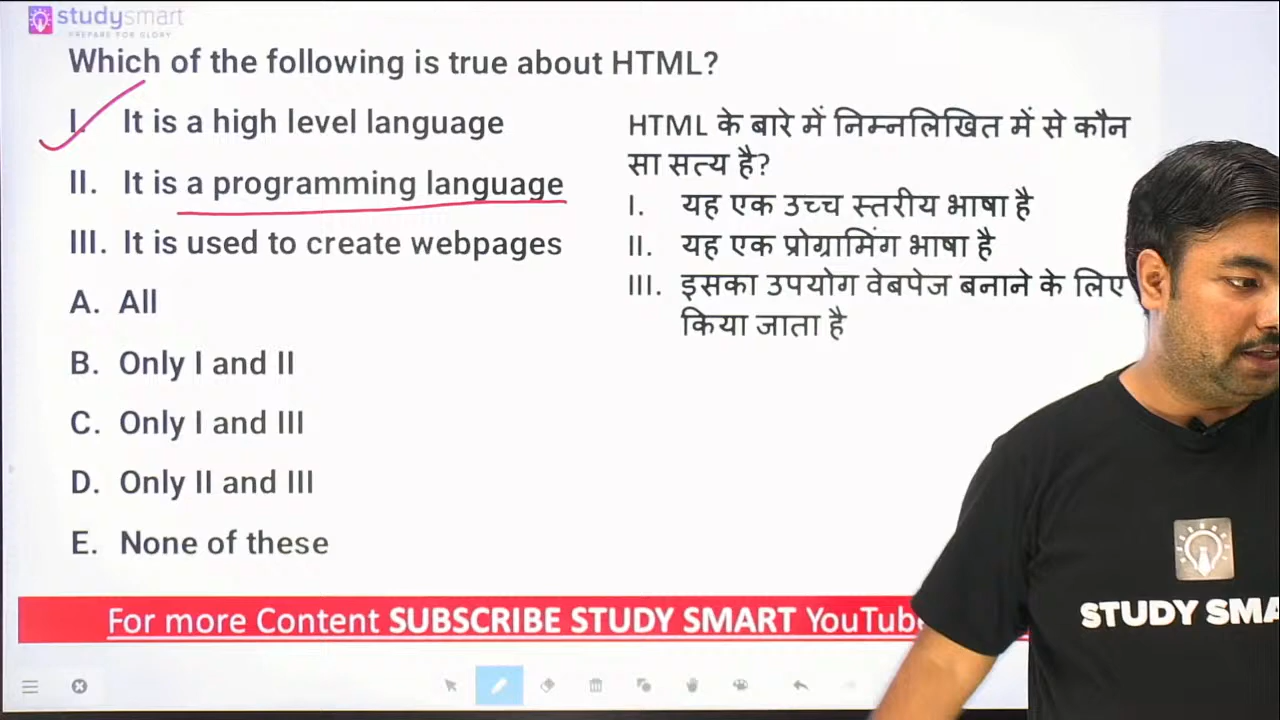 studysmart
PREPARE FOR GLORY
Which of the following is true about HTML?
I. It is a high level language
II. It is a programming language
III. It is used to create webpages
A. All
B. Only I and II
C. Only I and III
D. Only II and III
E. None of these
HTML के बारे में निम्नलिखित में से कौन
सा सत्य है?
I. यह एक उच्च स्तरीय भाषा है
II. यह एक प्रोग्रामिंग भाषा है
III. इसका उपयोग वेबपेज बनाने के लिए
किया जाता है
For more Content SUBSCRIBE STUDY SMART YouTube
STUDY SMA